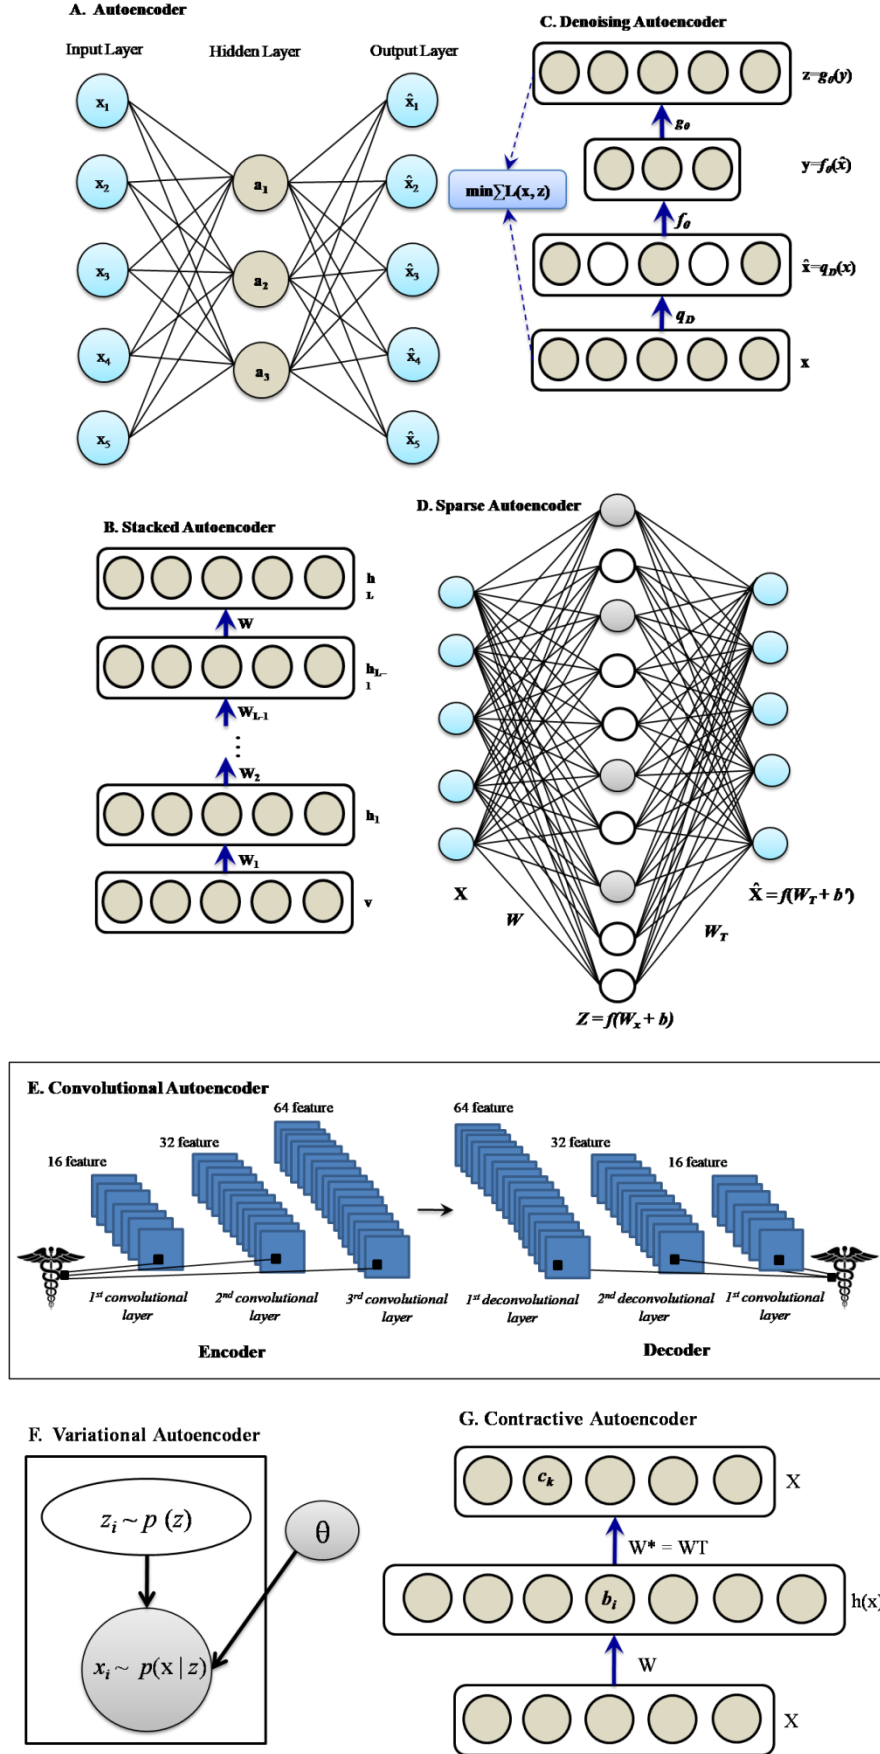 A. Autoencoder
Input Layer
Hidden Layer
Output Layer
x1
x2
x3
x4
x5
a1
a2
a3
x̂1
x̂2
x̂3
x̂4
x̂5
C. Denoising Autoencoder
z=gθ(y)
gθ
y=fθ(x̂)
min∑L(x, z)
fθ
x̂=qD(x)
qD
x
B. Stacked Autoencoder
h
L
W
hL-
1
WL-1
⋮
W2
h1
W1
v
D. Sparse Autoencoder
X
W
X̂ = f(WT + b')
WT
Z = f(Wx + b)
E. Convolutional Autoencoder
16 feature
32 feature
64 feature
64 feature
32 feature
16 feature
1st convolutional
layer
2nd convolutional
layer
3rd convolutional
layer
1st deconvolutional
layer
2nd deconvolutional
layer
1st convolutional
layer
Encoder
Decoder
F. Variational Autoencoder
zi ~ p (z)
θ
xi ~ p(x | z)
G. Contractive Autoencoder
ck
X
W* = WT
bi
h(x)
W
X